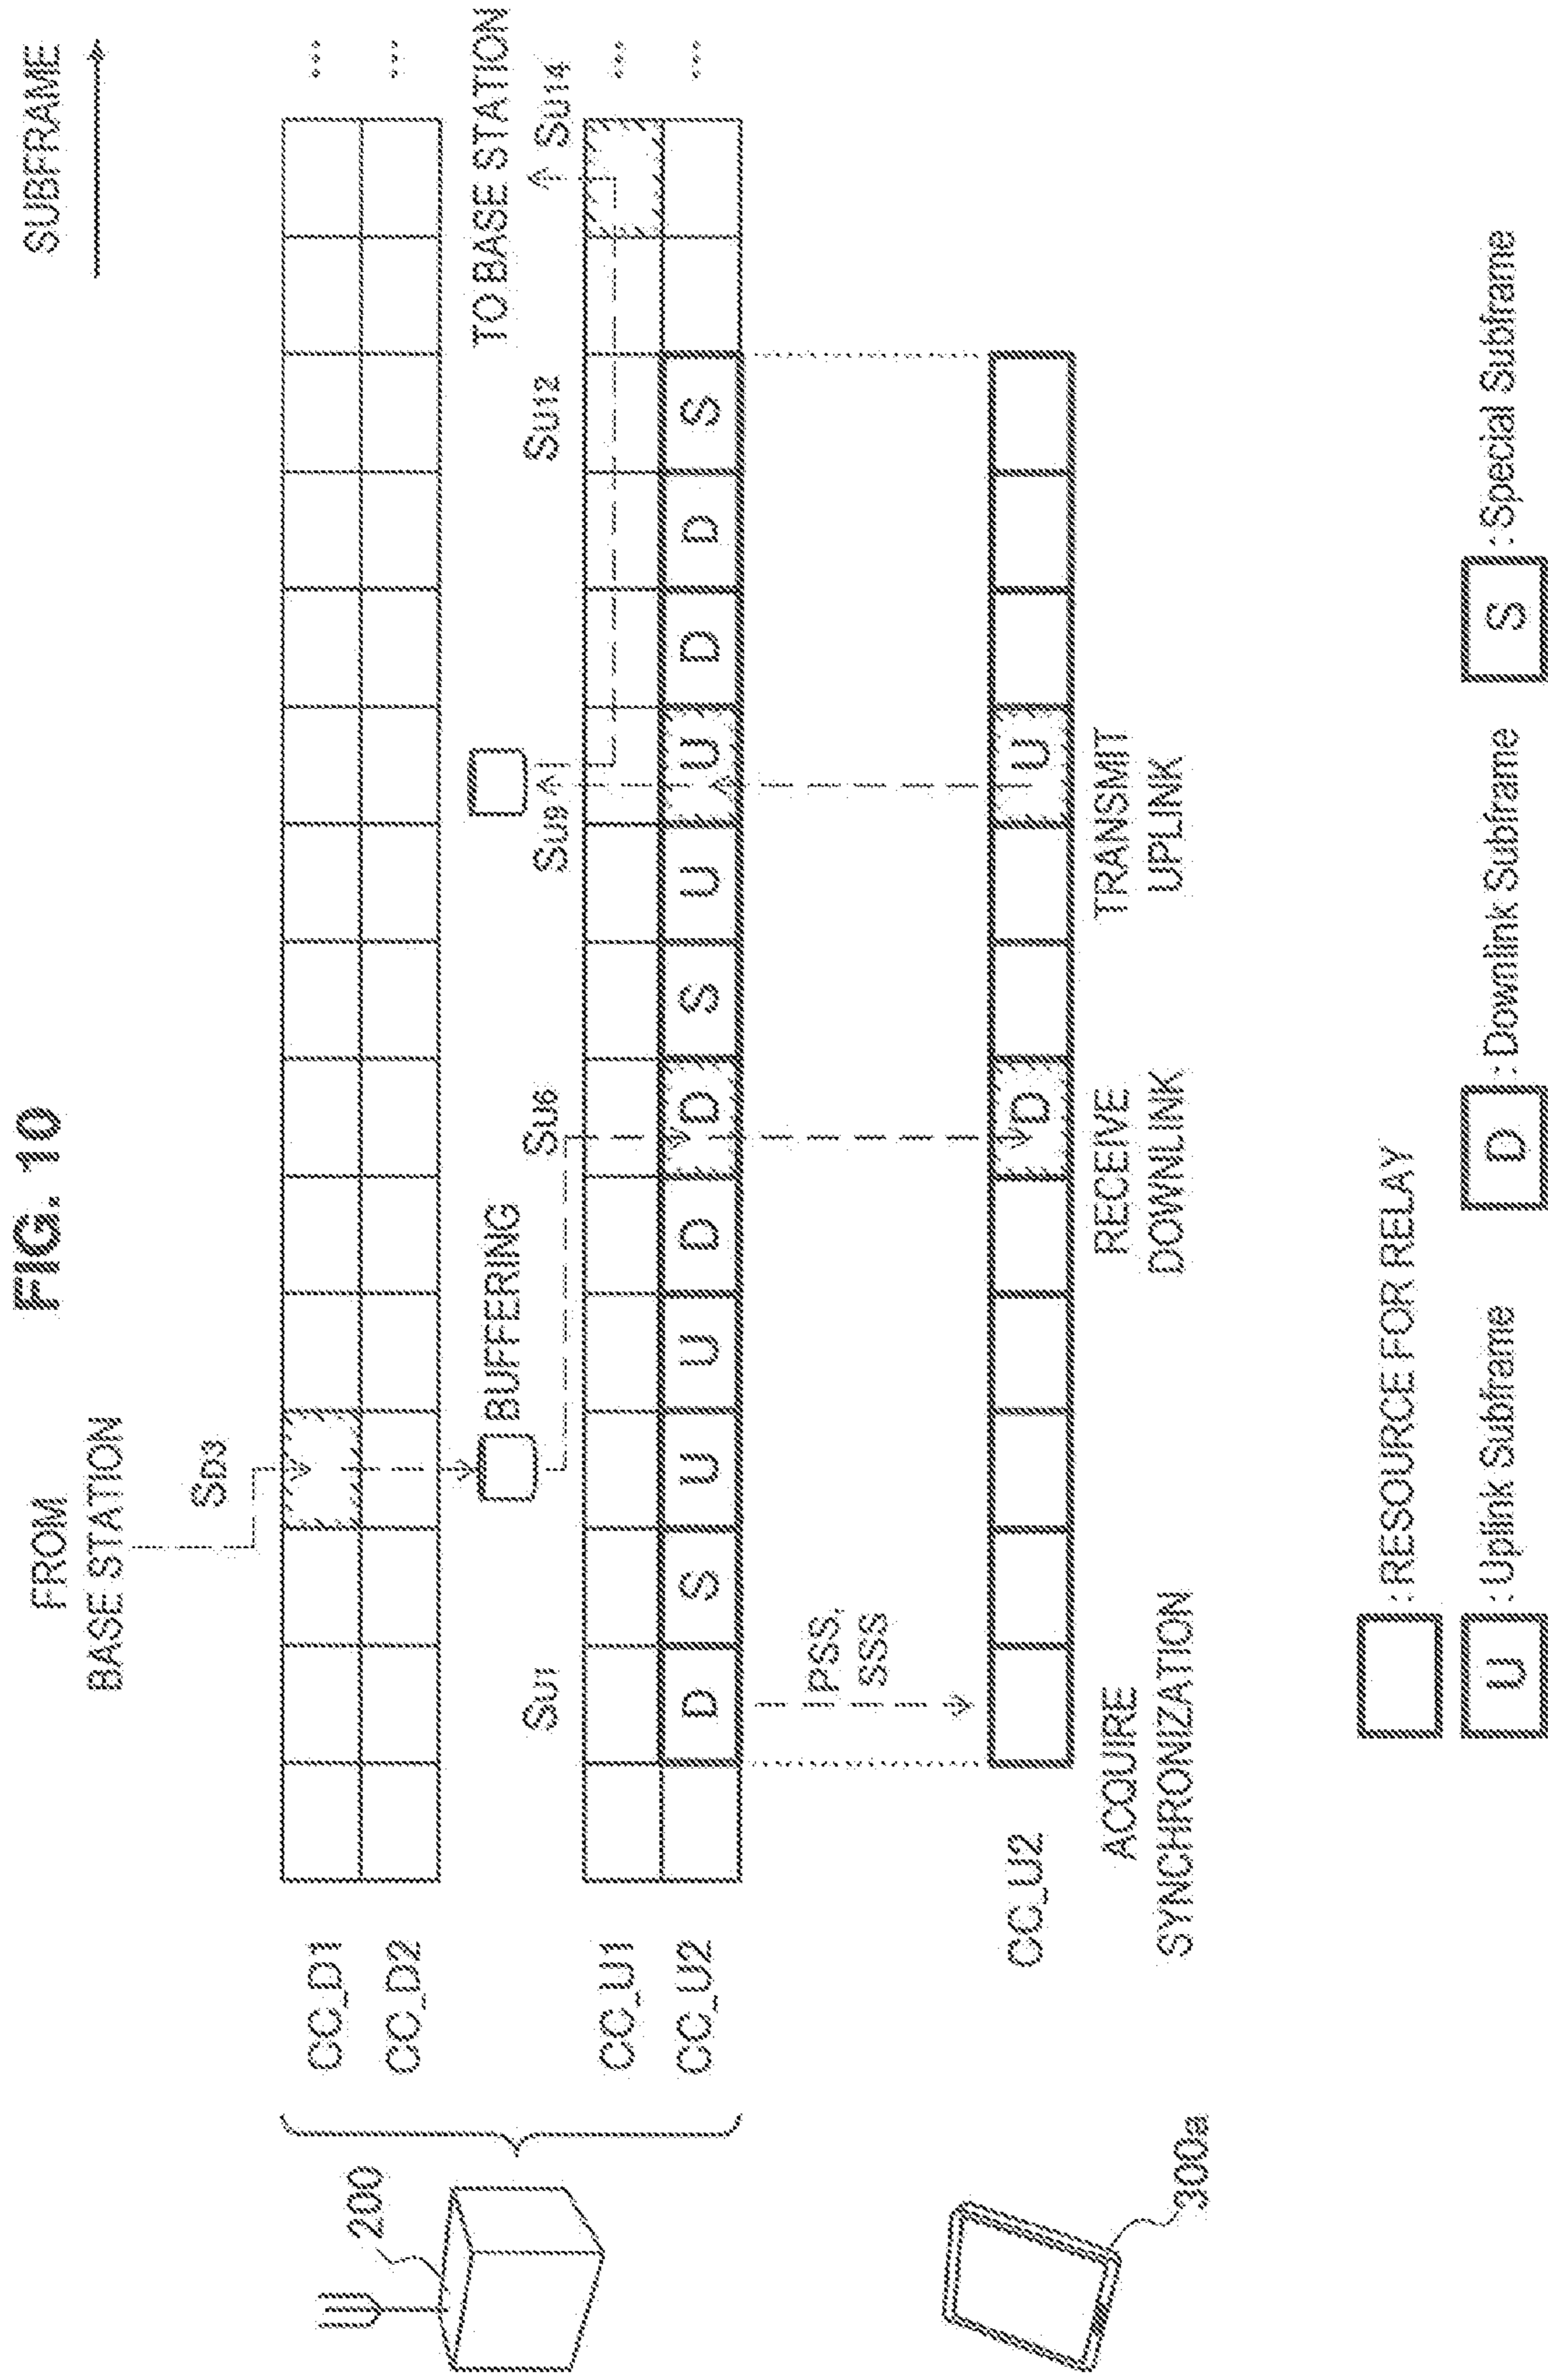 FIG. 10
SUBFRAME
FROM
BASE STATION
SD3
CC_D1
...
CC_D2
...
200
BUFFERING
TO BASE STATION
SU1
SU6
SU9
SU12
SU14
CC_U1
...
CC_U2
D S U U D D S U U D D S
...
PSS,
SSS
CC_U2
D U
300a
ACQUIRE
SYNCHRONIZATION
RECEIVE
DOWNLINK
TRANSMIT
UPLINK
: RESOURCE FOR RELAY
U : Uplink Subframe
D : Downlink Subframe
S : Special Subframe